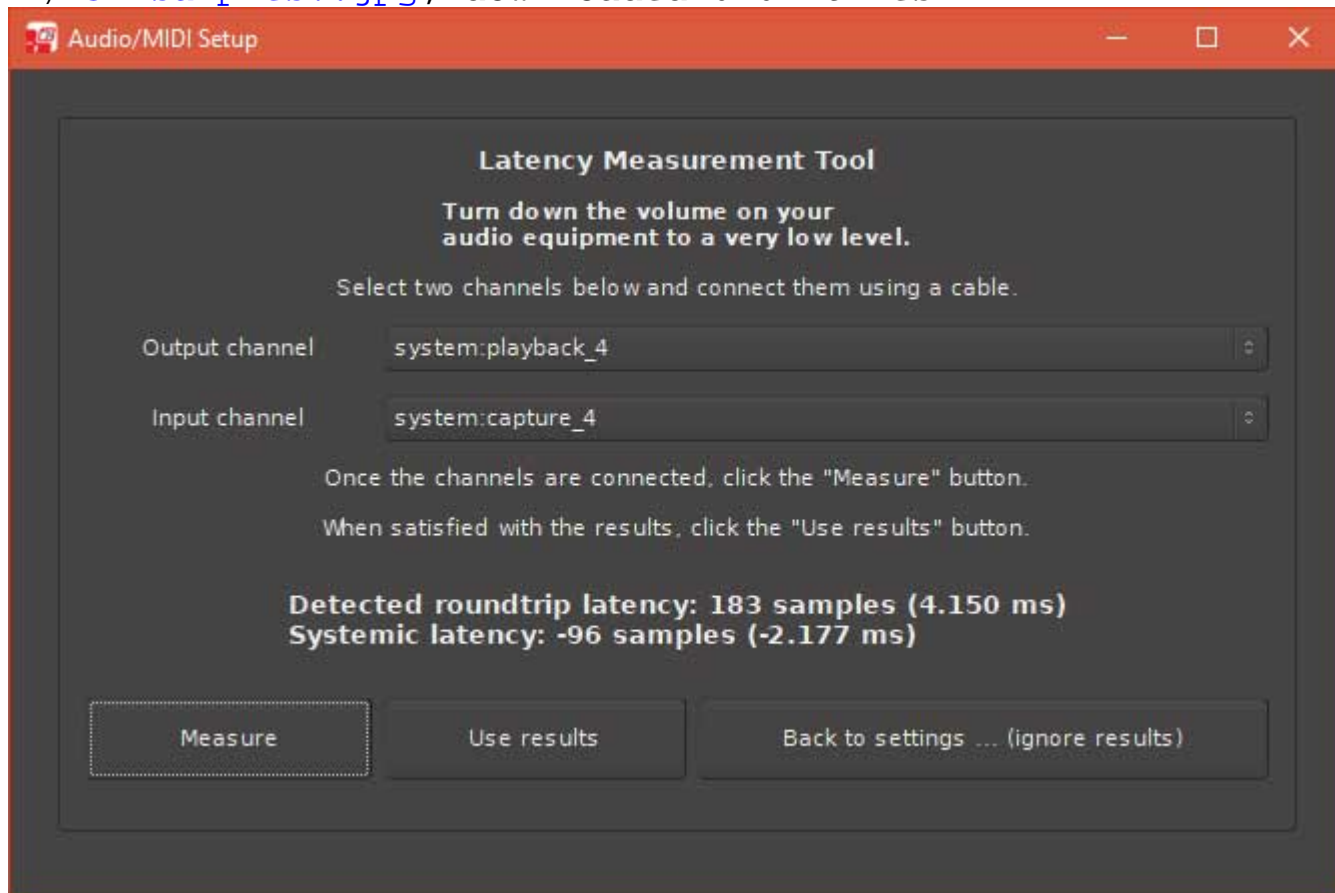 Audio/MIDI Setup
Latency Measurement Tool
Turn down the volume on your
audio equipment to a very low level.
Select two channels below and connect them using a cable.
Output channel system:playback_4
Input channel system:capture_4
Once the channels are connected, click the "Measure" button.
When satisfied with the results, click the "Use results" button.
Detected roundtrip latency: 183 samples (4.150 ms)
Systemic latency: -96 samples (-2.177 ms)
Measure Use results Back to settings ... (ignore results)